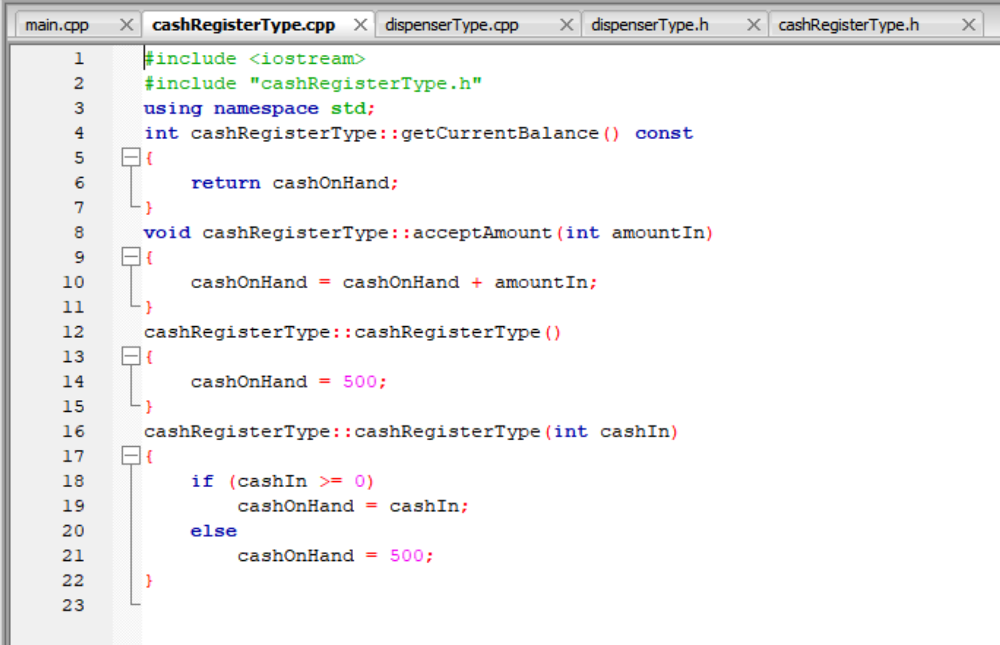 main.cpp cashRegisterType.cpp dispenserType.cpp dispenserType.h cashRegisterType.h
1 #include <iostream>
2 #include "cashRegisterType.h"
3 using namespace std;
4 int cashRegisterType::getCurrentBalance() const
5 {
6 return cashOnHand;
7 }
8 void cashRegisterType::acceptAmount(int amountIn)
9 {
10 cashOnHand = cashOnHand + amountIn;
11 }
12 cashRegisterType::cashRegisterType()
13 {
14 cashOnHand = 500;
15 }
16 cashRegisterType::cashRegisterType(int cashIn)
17 {
18 if (cashIn >= 0)
19 cashOnHand = cashIn;
20 else
21 cashOnHand = 500;
22 }
23